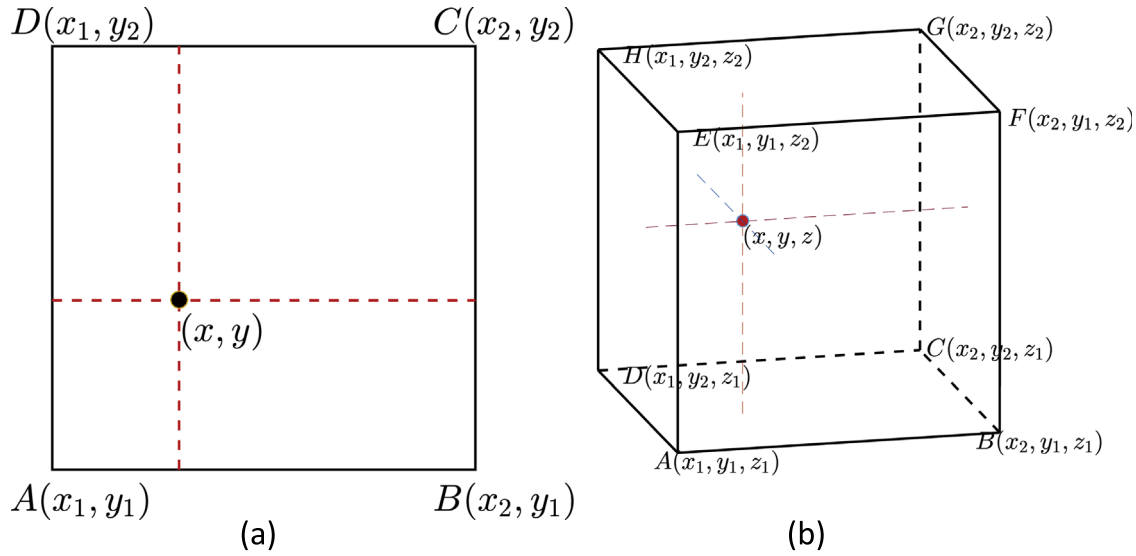 D(x₁, y₂)
C(x₂, y₂)
(x, y)
A(x₁, y₁)
B(x₂, y₁)
(a)
G(x₂, y₂, z₂)
H(x₁, y₂, z₂)
F(x₂, y₁, z₂)
E(x₁, y₁, z₂)
(x, y, z)
C(x₂, y₂, z₁)
D(x₁, y₂, z₁)
B(x₂, y₁, z₁)
A(x₁, y₁, z₁)
(b)